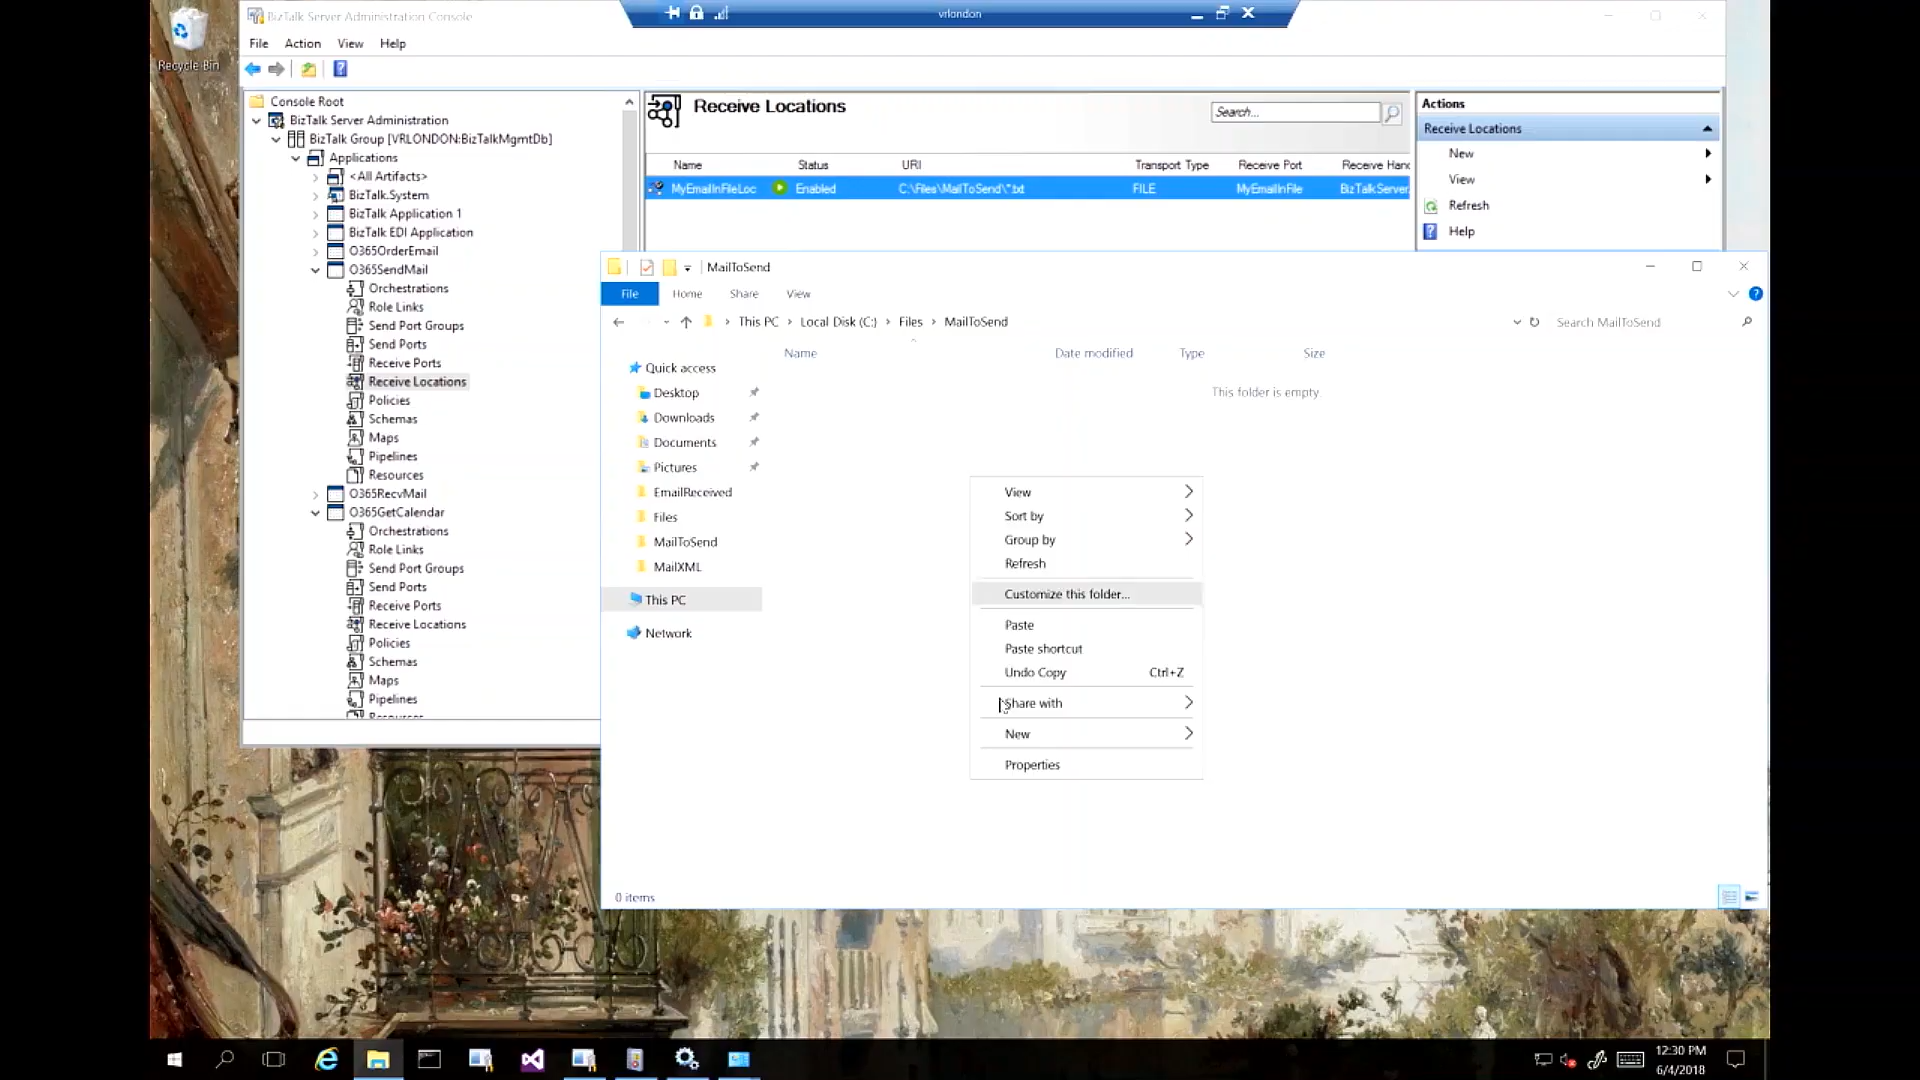 Recycle Bin
BizTalk Server Administration Console
vrlondon
File Action View Help
Console Root
BizTalk Server Administration
BizTalk Group [VRLONDON:BizTalkMgmtDb]
Applications
<All Artifacts>
BizTalk.System
BizTalk Application 1
BizTalk EDI Application
O365OrderEmail
O365SendMail
Orchestrations
Role Links
Send Port Groups
Send Ports
Receive Ports
Receive Locations
Policies
Schemas
Maps
Pipelines
Resources
O365RecvMail
O365GetCalendar
Orchestrations
Role Links
Send Port Groups
Send Ports
Receive Ports
Receive Locations
Policies
Schemas
Maps
Pipelines
Resources
Receive Locations
Search...
Name Status URI Transport Type Receive Port Receive Hand
MyEmailInFileLoc Enabled C:\Files\MailToSend\*.txt FILE MyEmailInFile BizTalkServer
Actions
Receive Locations
New
View
Refresh
Help
MailToSend
File Home Share View
This PC > Local Disk (C:) > Files > MailToSend
Search MailToSend
Name Date modified Type Size
This folder is empty.
Quick access
Desktop
Downloads
Documents
Pictures
EmailReceived
Files
MailToSend
MailXML
This PC
Network
View
Sort by
Group by
Refresh
Customize this folder...
Paste
Paste shortcut
Undo Copy Ctrl+Z
Share with
New
Properties
0 items
12:30 PM
6/4/2018